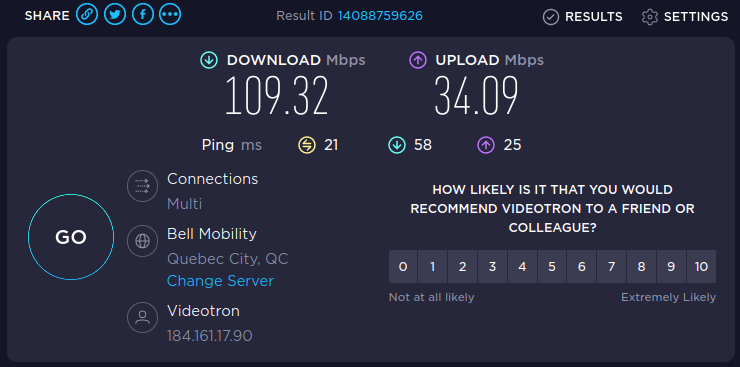 SHARE
Result ID 14088759626
RESULTS
SETTINGS
DOWNLOAD Mbps
109.32
UPLOAD Mbps
34.09
Ping ms 21 58 25
GO
Connections
Multi
Bell Mobility
Quebec City, QC
Change Server
Videotron
184.161.17.90
HOW LIKELY IS IT THAT YOU WOULD
RECOMMEND VIDEOTRON TO A FRIEND OR
COLLEAGUE?
0 1 2 3 4 5 6 7 8 9 10
Not at all likely Extremely Likely